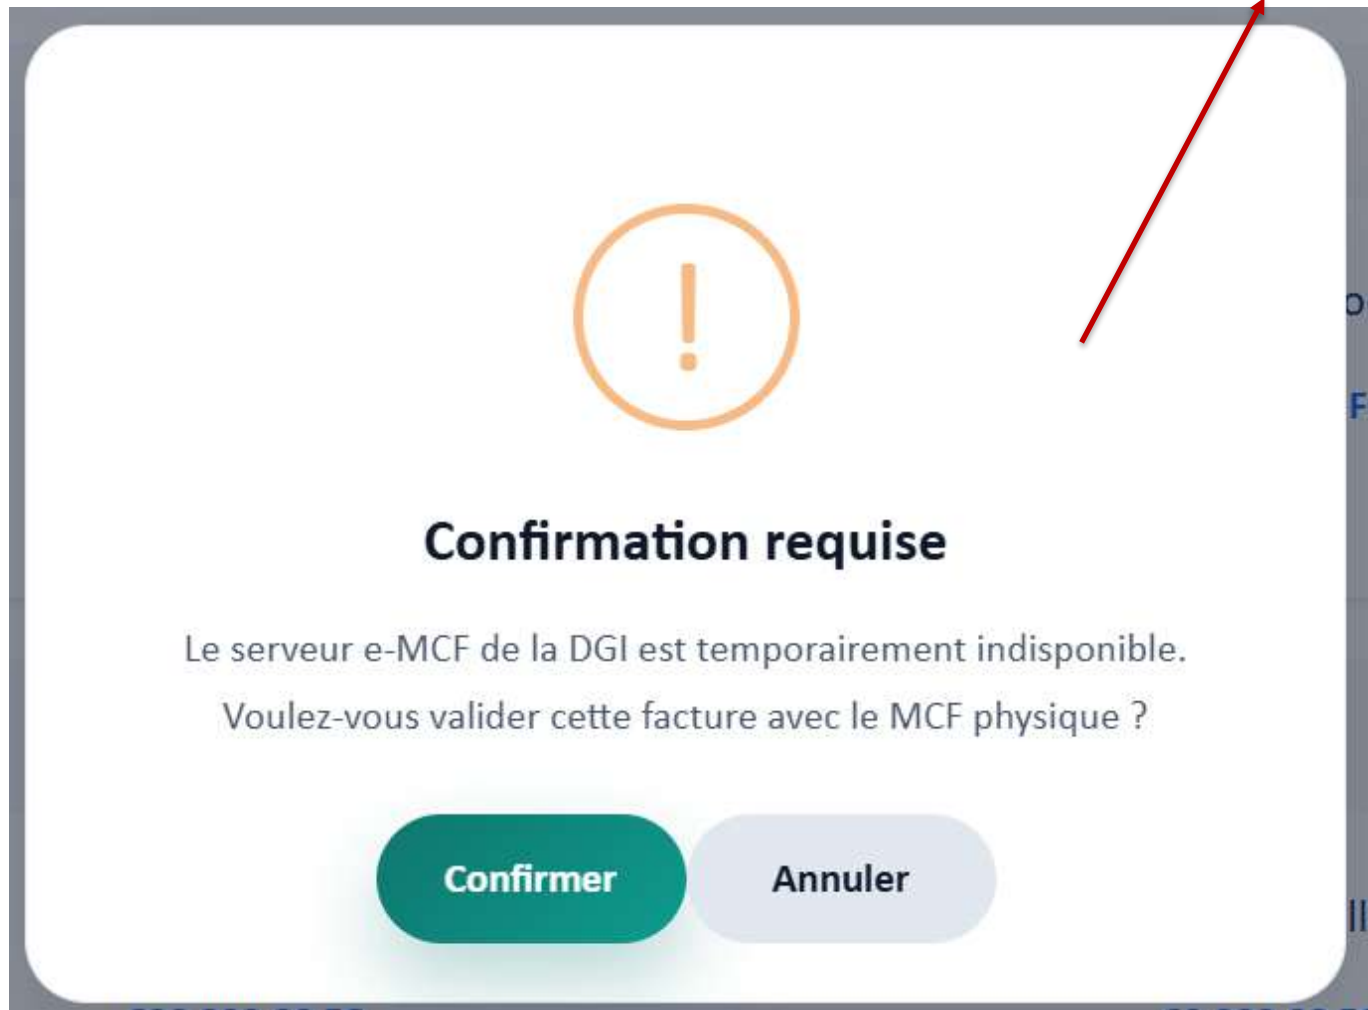 Confirmation requise
Le serveur e-MCF de la DGI est temporairement indisponible.
Voulez-vous valider cette facture avec le MCF physique ?
Confirmer
Annuler